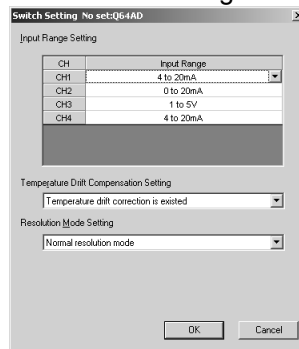 Switch Setting No set:Q64AD
Input Range Setting
CH Input Range
CH1 4 to 20mA
CH2 0 to 20mA
CH3 1 to 5V
CH4 4 to 20mA
Temperature Drift Compensation Setting
Temperature drift correction is existed
Resolution Mode Setting
Normal resolution mode
OK Cancel